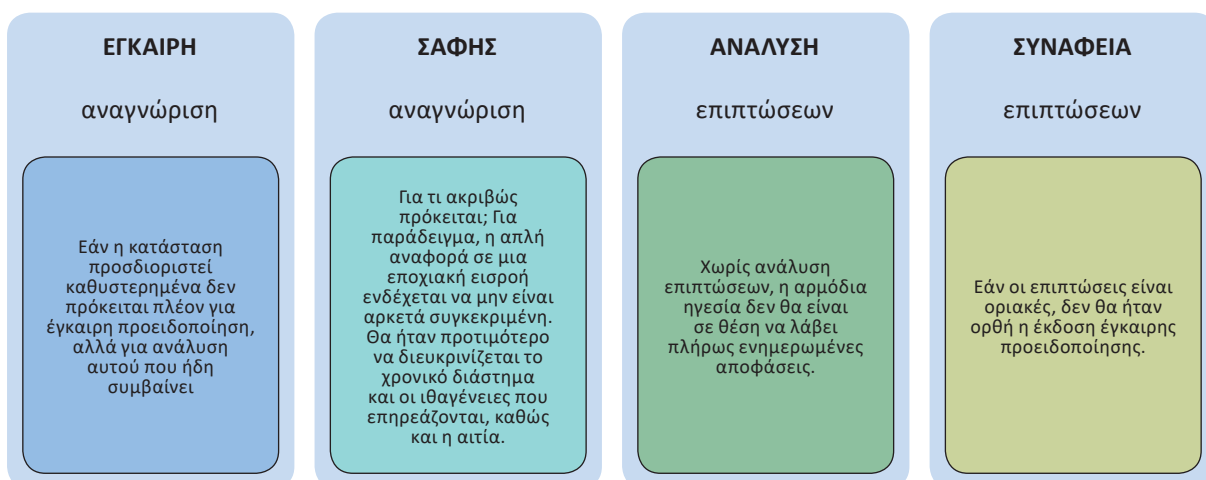 ΕΓΚΑΙΡΗ
αναγνώριση
Εάν η κατάσταση
προσδιοριστεί
καθυστερημένα δεν
πρόκειται πλέον για
έγκαιρη προειδοποίηση,
αλλά για ανάλυση
αυτού που ήδη
συμβαίνει
ΣΑΦΗΣ
αναγνώριση
Για τι ακριβώς
πρόκειται; Για
παράδειγμα, η απλή
αναφορά σε μια
εποχιακή εισροή
ενδέχεται να μην είναι
αρκετά συγκεκριμένη.
Θα ήταν προτιμότερο
να διευκρινίζεται το
χρονικό διάστημα
και οι ιθαγένειες που
επηρεάζονται, καθώς
και η αιτία.
ΑΝΑΛΥΣΗ
επιπτώσεων
Χωρίς ανάλυση
επιπτώσεων, η αρμόδια
ηγεσία δεν θα είναι
σε θέση να λάβει
πλήρως ενημερωμένες
αποφάσεις.
ΣΥΝΑΦΕΙΑ
επιπτώσεων
Εάν οι επιπτώσεις είναι
οριακές, δεν θα ήταν
ορθή η έκδοση έγκαιρης
προειδοποίησης.